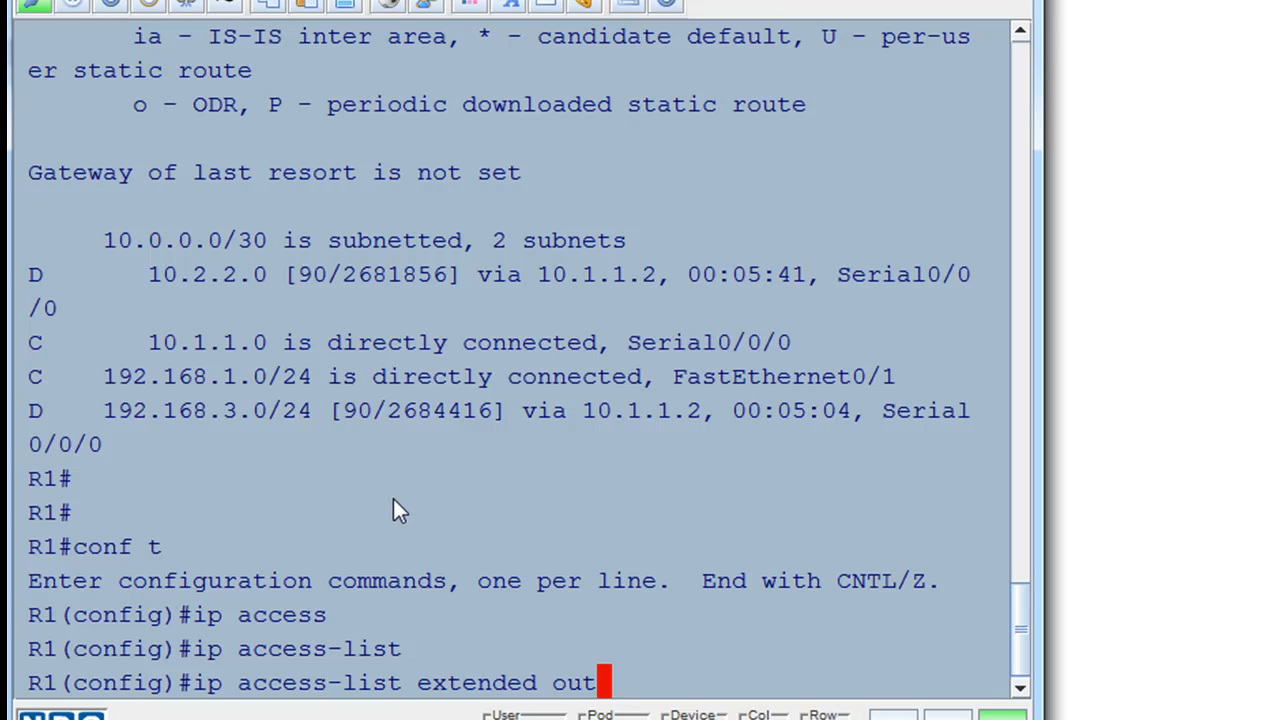 ia - IS-IS inter area, * - candidate default, U - per-us
er static route
o - ODR, P - periodic downloaded static route
Gateway of last resort is not set
10.0.0.0/30 is subnetted, 2 subnets
D 10.2.2.0 [90/2681856] via 10.1.1.2, 00:05:41, Serial0/0
/0
C 10.1.1.0 is directly connected, Serial0/0/0
C 192.168.1.0/24 is directly connected, FastEthernet0/1
D 192.168.3.0/24 [90/2684416] via 10.1.1.2, 00:05:04, Serial
0/0/0
R1#
R1#
R1#conf t
Enter configuration commands, one per line. End with CNTL/Z.
R1(config)#ip access
R1(config)#ip access-list
R1(config)#ip access-list extended out
User Pod Device Col Row